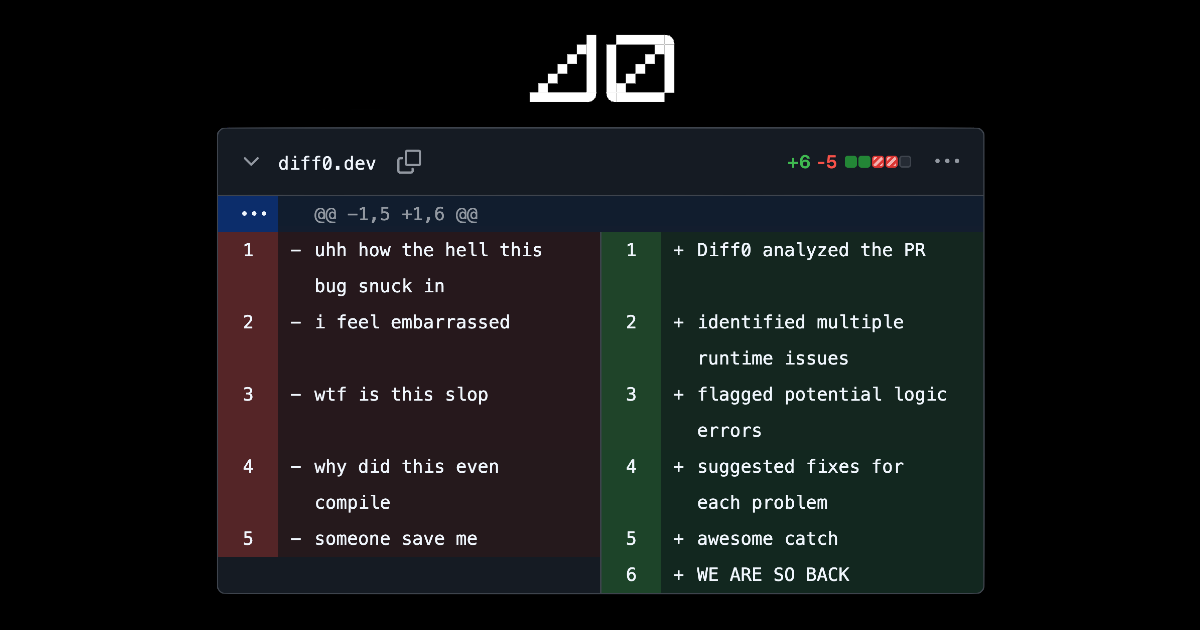 d0
diff0.dev
+6 -5
@@ -1,5 +1,6 @@
1 - uhh how the hell this
bug snuck in
2 - i feel embarrassed
3 - wtf is this slop
4 - why did this even
compile
5 - someone save me
1 + Diff0 analyzed the PR
2 + identified multiple
runtime issues
3 + flagged potential logic
errors
4 + suggested fixes for
each problem
5 + awesome catch
6 + WE ARE SO BACK